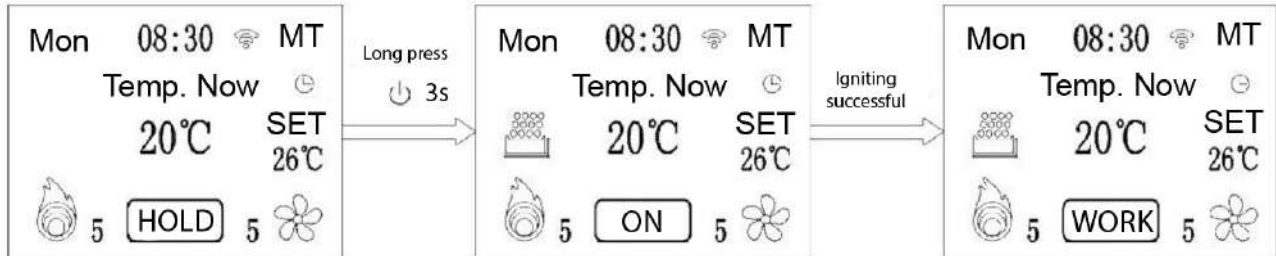 Mon 08:30 MT
Temp. Now
SET
20℃
26℃
5 HOLD 5
Long press
3s
Mon 08:30 MT
Temp. Now
SET
20℃
26℃
5 ON 5
Igniting
successful
Mon 08:30 MT
Temp. Now
SET
20℃
26℃
5 WORK 5